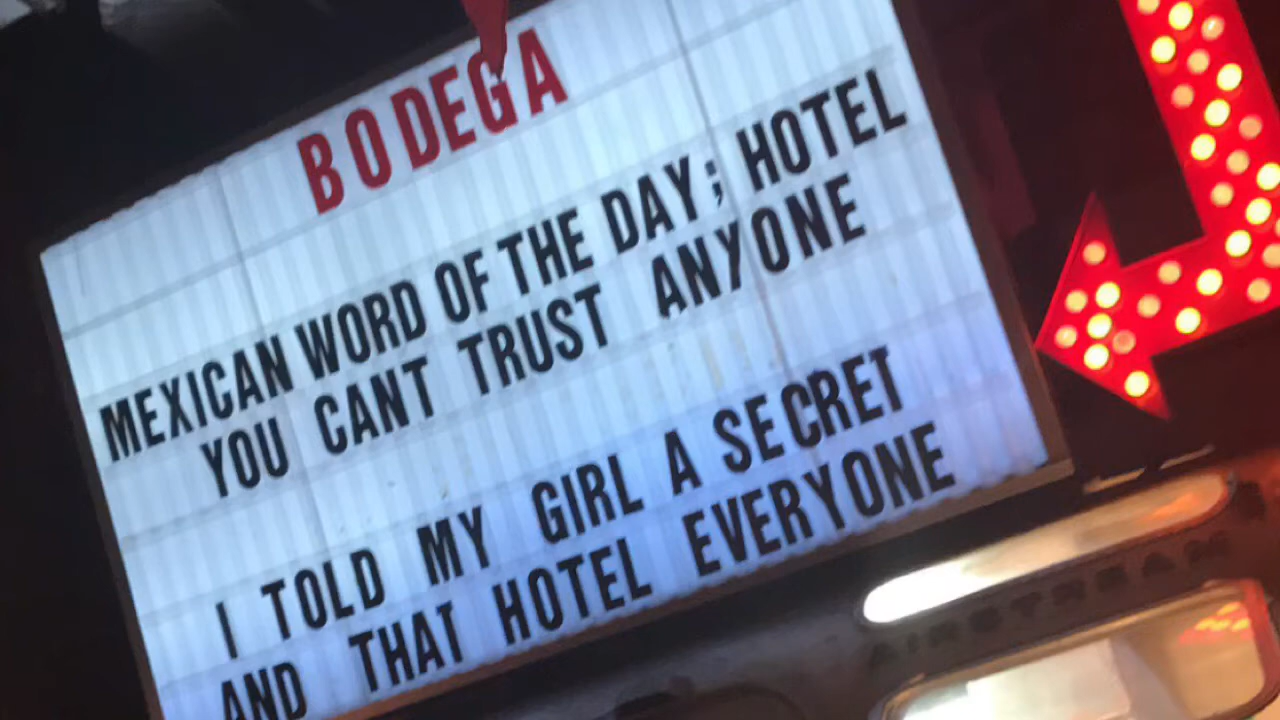 BODEGA
MEXICAN WORD OF THE DAY; HOTEL
YOU CANT TRUST ANYONE
I TOLD MY GIRL A SECRET
AND THAT HOTEL EVERYONE
AIRSTREAM